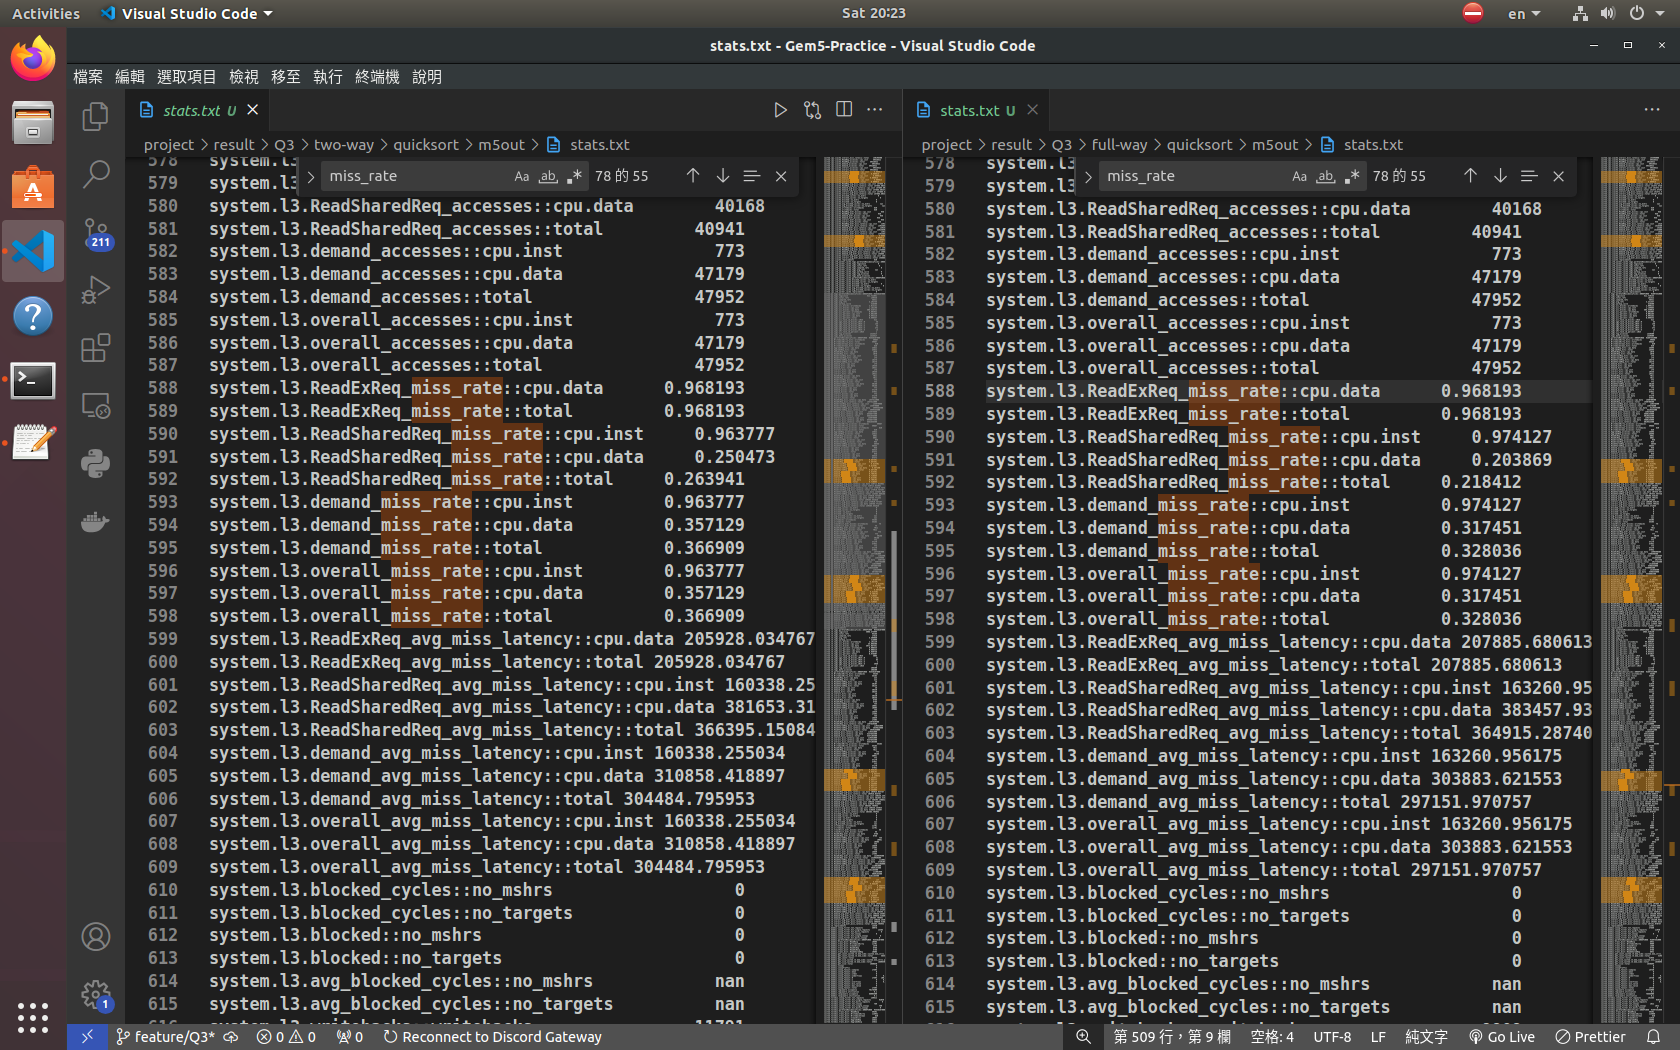 Activities Visual Studio Code Sat 20:23 en
stats.txt - Gem5-Practice - Visual Studio Code
檔案 編輯 選取項目 檢視 移至 執行 終端機 說明
stats.txt U
project > result > Q3 > two-way > quicksort > m5out > stats.txt
miss_rate Aa ab .* 78 的 55
578 system.l3
579 system.l3
580 system.l3.ReadSharedReq_accesses::cpu.data 40168
581 system.l3.ReadSharedReq_accesses::total 40941
582 system.l3.demand_accesses::cpu.inst 773
583 system.l3.demand_accesses::cpu.data 47179
584 system.l3.demand_accesses::total 47952
585 system.l3.overall_accesses::cpu.inst 773
586 system.l3.overall_accesses::cpu.data 47179
587 system.l3.overall_accesses::total 47952
588 system.l3.ReadExReq_miss_rate::cpu.data 0.968193
589 system.l3.ReadExReq_miss_rate::total 0.968193
590 system.l3.ReadSharedReq_miss_rate::cpu.inst 0.963777
591 system.l3.ReadSharedReq_miss_rate::cpu.data 0.250473
592 system.l3.ReadSharedReq_miss_rate::total 0.263941
593 system.l3.demand_miss_rate::cpu.inst 0.963777
594 system.l3.demand_miss_rate::cpu.data 0.357129
595 system.l3.demand_miss_rate::total 0.366909
596 system.l3.overall_miss_rate::cpu.inst 0.963777
597 system.l3.overall_miss_rate::cpu.data 0.357129
598 system.l3.overall_miss_rate::total 0.366909
599 system.l3.ReadExReq_avg_miss_latency::cpu.data 205928.034767
600 system.l3.ReadExReq_avg_miss_latency::total 205928.034767
601 system.l3.ReadSharedReq_avg_miss_latency::cpu.inst 160338.25
602 system.l3.ReadSharedReq_avg_miss_latency::cpu.data 381653.31
603 system.l3.ReadSharedReq_avg_miss_latency::total 366395.15084
604 system.l3.demand_avg_miss_latency::cpu.inst 160338.255034
605 system.l3.demand_avg_miss_latency::cpu.data 310858.418897
606 system.l3.demand_avg_miss_latency::total 304484.795953
607 system.l3.overall_avg_miss_latency::cpu.inst 160338.255034
608 system.l3.overall_avg_miss_latency::cpu.data 310858.418897
609 system.l3.overall_avg_miss_latency::total 304484.795953
610 system.l3.blocked_cycles::no_mshrs 0
611 system.l3.blocked_cycles::no_targets 0
612 system.l3.blocked::no_mshrs 0
613 system.l3.blocked::no_targets 0
614 system.l3.avg_blocked_cycles::no_mshrs nan
615 system.l3.avg_blocked_cycles::no_targets nan
stats.txt U
project > result > Q3 > full-way > quicksort > m5out > stats.txt
miss_rate Aa ab .* 78 的 55
578 system.l3
579 system.l3
580 system.l3.ReadSharedReq_accesses::cpu.data 40168
581 system.l3.ReadSharedReq_accesses::total 40941
582 system.l3.demand_accesses::cpu.inst 773
583 system.l3.demand_accesses::cpu.data 47179
584 system.l3.demand_accesses::total 47952
585 system.l3.overall_accesses::cpu.inst 773
586 system.l3.overall_accesses::cpu.data 47179
587 system.l3.overall_accesses::total 47952
588 system.l3.ReadExReq_miss_rate::cpu.data 0.968193
589 system.l3.ReadExReq_miss_rate::total 0.968193
590 system.l3.ReadSharedReq_miss_rate::cpu.inst 0.974127
591 system.l3.ReadSharedReq_miss_rate::cpu.data 0.203869
592 system.l3.ReadSharedReq_miss_rate::total 0.218412
593 system.l3.demand_miss_rate::cpu.inst 0.974127
594 system.l3.demand_miss_rate::cpu.data 0.317451
595 system.l3.demand_miss_rate::total 0.328036
596 system.l3.overall_miss_rate::cpu.inst 0.974127
597 system.l3.overall_miss_rate::cpu.data 0.317451
598 system.l3.overall_miss_rate::total 0.328036
599 system.l3.ReadExReq_avg_miss_latency::cpu.data 207885.680613
600 system.l3.ReadExReq_avg_miss_latency::total 207885.680613
601 system.l3.ReadSharedReq_avg_miss_latency::cpu.inst 163260.95
602 system.l3.ReadSharedReq_avg_miss_latency::cpu.data 383457.93
603 system.l3.ReadSharedReq_avg_miss_latency::total 364915.28740
604 system.l3.demand_avg_miss_latency::cpu.inst 163260.956175
605 system.l3.demand_avg_miss_latency::cpu.data 303883.621553
606 system.l3.demand_avg_miss_latency::total 297151.970757
607 system.l3.overall_avg_miss_latency::cpu.inst 163260.956175
608 system.l3.overall_avg_miss_latency::cpu.data 303883.621553
609 system.l3.overall_avg_miss_latency::total 297151.970757
610 system.l3.blocked_cycles::no_mshrs 0
611 system.l3.blocked_cycles::no_targets 0
612 system.l3.blocked::no_mshrs 0
613 system.l3.blocked::no_targets 0
614 system.l3.avg_blocked_cycles::no_mshrs nan
615 system.l3.avg_blocked_cycles::no_targets nan
211
1
feature/Q3* 0 0 0 Reconnect to Discord Gateway 第 509 行，第 9 欄 空格: 4 UTF-8 LF 純文字 Go Live Prettier